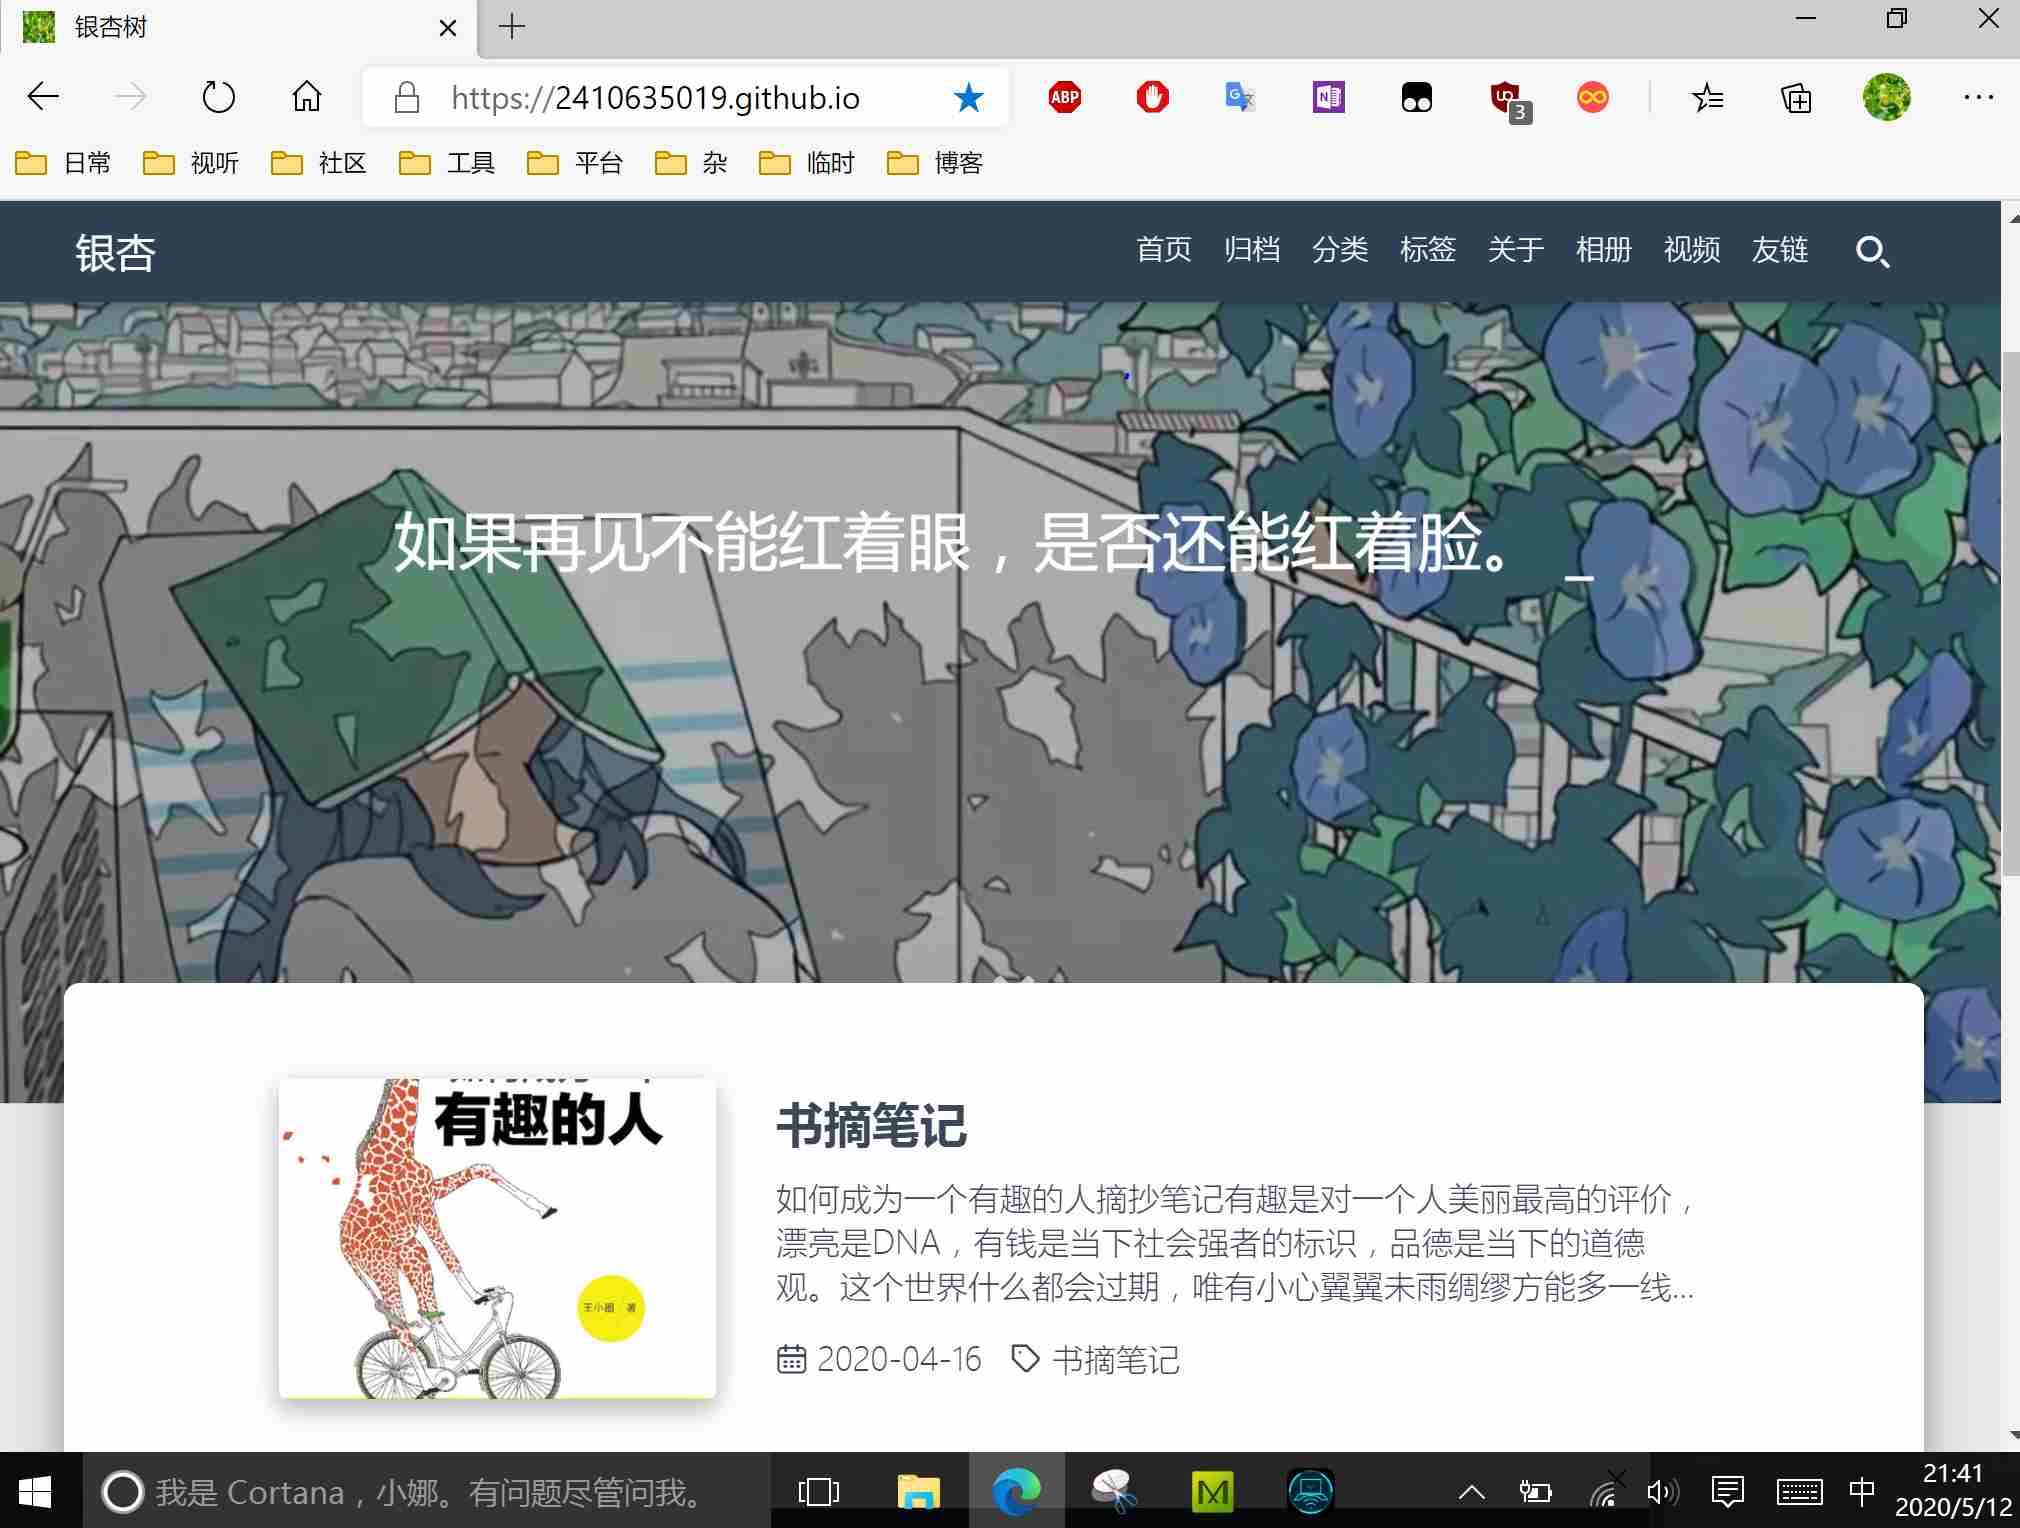 银杏树
https://2410635019.github.io
ABP
3
日常 视听 社区 工具 平台 杂 临时 博客
银杏 首页 归档 分类 标签 关于 相册 视频 友链
如果再见不能红着眼，是否还能红着脸。 _
有趣的人
王小圈 著
书摘笔记
如何成为一个有趣的人摘抄笔记有趣是对一个人美丽最高的评价，
漂亮是DNA，有钱是当下社会强者的标识，品德是当下的道德
观。这个世界什么都会过期，唯有小心翼翼未雨绸缪方能多一线...
2020-04-16 书摘笔记
我是 Cortana，小娜。有问题尽管问我。
中
21:41
2020/5/12